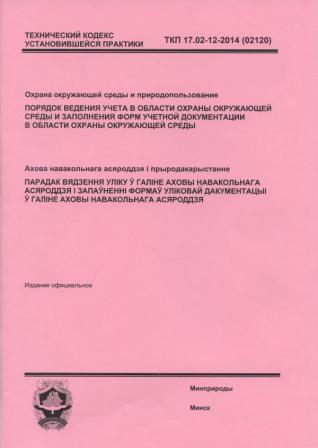 ТЕХНИЧЕСКИЙ КОДЕКС
УСТАНОВИВШЕЙСЯ ПРАКТИКИ
ТКП 17.02-12-2014 (02120)
Охрана окружающей среды и природопользование
ПОРЯДОК ВЕДЕНИЯ УЧЕТА В ОБЛАСТИ ОХРАНЫ ОКРУЖАЮЩЕЙ
СРЕДЫ И ЗАПОЛНЕНИЯ ФОРМ УЧЕТНОЙ ДОКУМЕНТАЦИИ
В ОБЛАСТИ ОХРАНЫ ОКРУЖАЮЩЕЙ СРЕДЫ
Ахова навакольнага асяроддзя і прыродакарыстанне
ПАРАДАК ВЯДЗЕННЯ УЛІКУ Ў ГАЛІНЕ АХОВЫ НАВАКОЛЬНАГА
АСЯРОДДЗЯ І ЗАПАЎНЕННІ ФОРМАЎ УЛІКОВАЙ ДАКУМЕНТАЦЫІ
Ў ГАЛІНЕ АХОВЫ НАВАКОЛЬНАГА АСЯРОДДЗЯ
Издание официальное
Минприроды
Минск